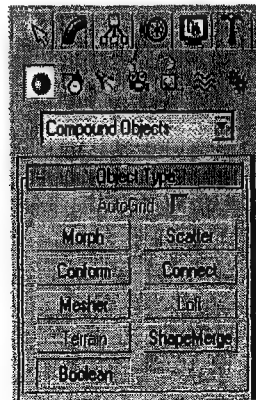 Compound Objects
Object Type
AutoGrid
Morph Scatter
Conform Connect
Mesher Loft
Terrain ShapeMerge
Boolean